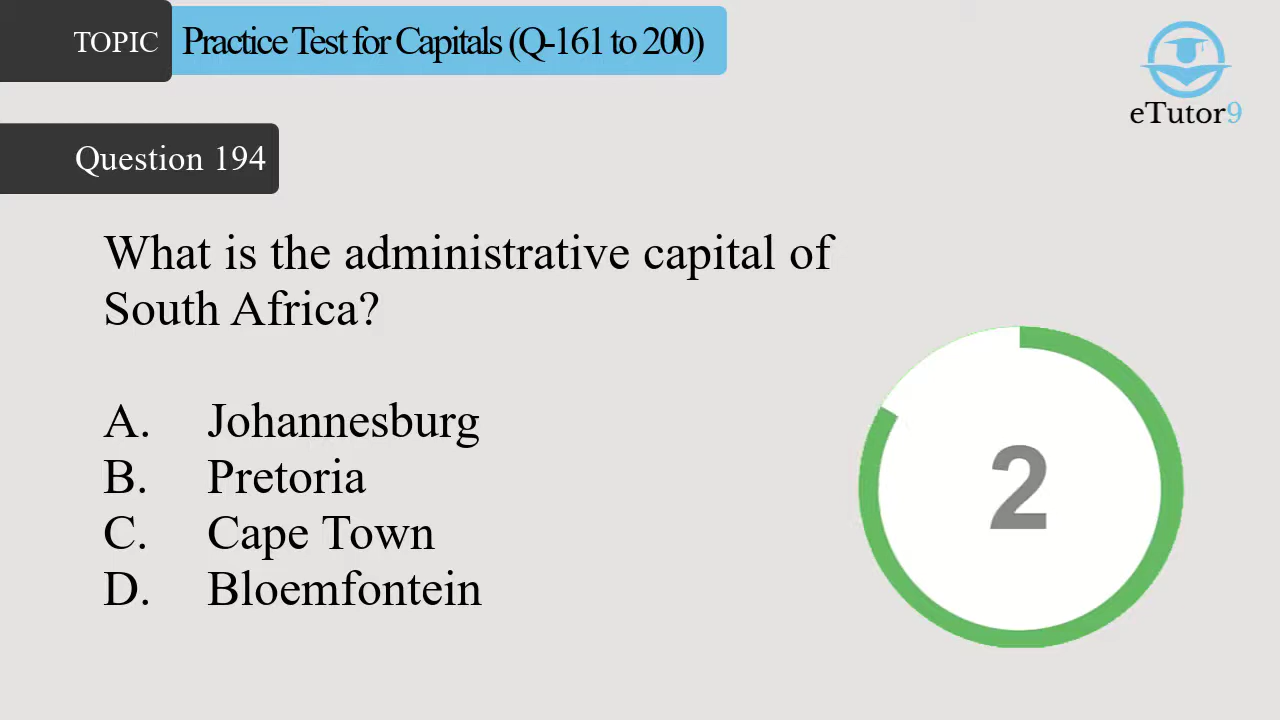 TOPIC
Practice Test for Capitals (Q-161 to 200)
eTutor9
Question 194
What is the administrative capital of
South Africa?
A. Johannesburg
B. Pretoria
C. Cape Town
D. Bloemfontein
2